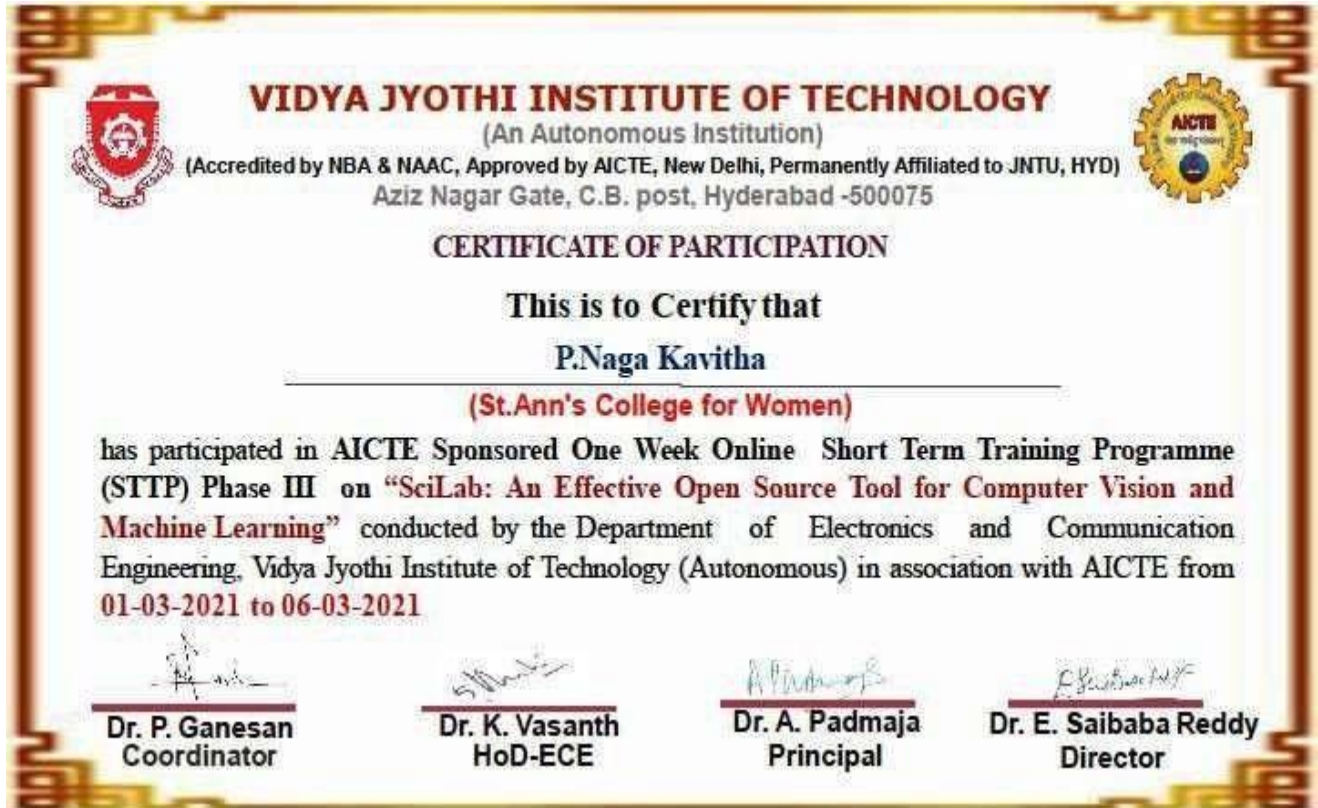 VIDYA JYOTHI INSTITUTE OF TECHNOLOGY
(An Autonomous Institution)
(Accredited by NBA & NAAC, Approved by AICTE, New Delhi, Permanently Affiliated to JNTU, HYD)
Aziz Nagar Gate, C.B. post, Hyderabad -500075
AICTE
CERTIFICATE OF PARTICIPATION
This is to Certify that
P.Naga Kavitha
(St.Ann's College for Women)
has participated in AICTE Sponsored One Week Online Short Term Training Programme
(STTP) Phase III on “SciLab: An Effective Open Source Tool for Computer Vision and
Machine Learning” conducted by the Department of Electronics and Communication
Engineering, Vidya Jyothi Institute of Technology (Autonomous) in association with AICTE from
01-03-2021 to 06-03-2021
Dr. P. Ganesan
Coordinator
Dr. K. Vasanth
HoD-ECE
Dr. A. Padmaja
Principal
Dr. E. Saibaba Reddy
Director